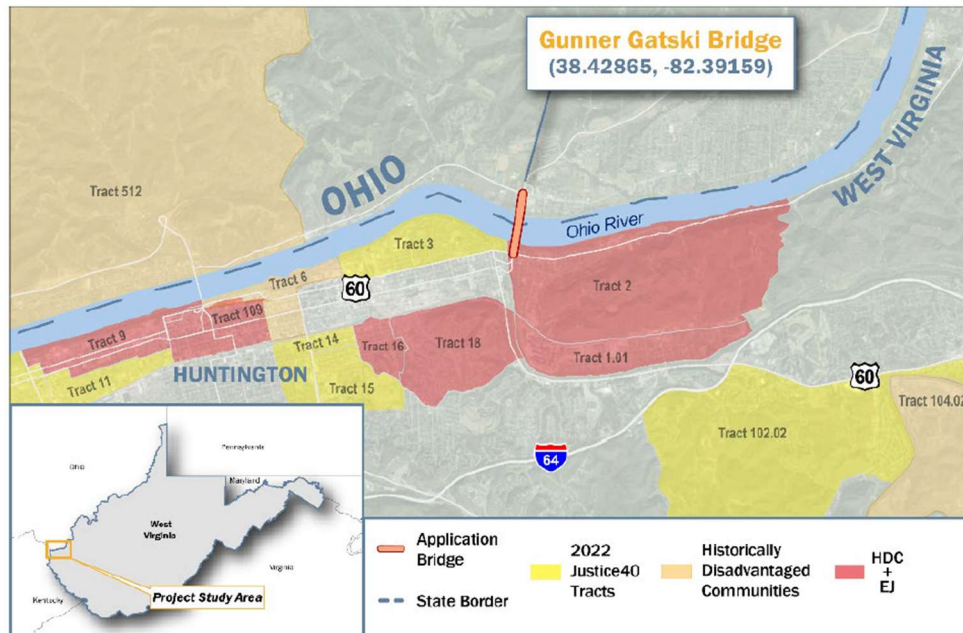 Gunner Gatski Bridge
(38.42865, -82.39159)
OHIO
WEST VIRGINIA
Tract 512
Ohio River
Tract 3
Tract 6
60
Tract 2
Tract 9
Tract 109
Tract 14
Tract 16
Tract 18
Tract 1.01
HUNTINGTON
Tract 11
Tract 15
60
Tract 104.02
Tract 102.02
64
Ohio
Pennsylvania
Maryland
West
Virginia
Virginia
Kentucky
Project Study Area
Application
Bridge
State Border
2022
Justice40
Tracts
Historically
Disadvantaged
Communities
HDC
+
EJ